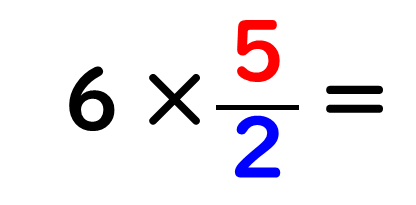 6 × 5/2 =